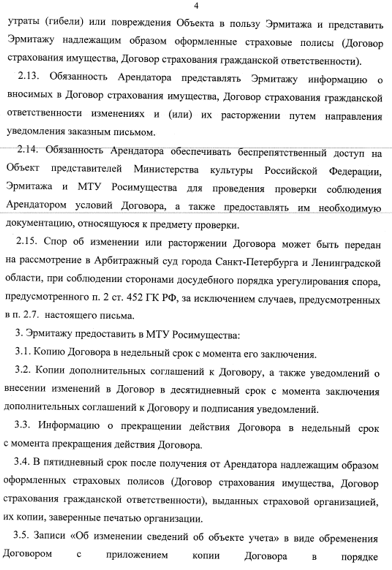 4
утраты (гибели) или повреждения Объекта в пользу Эрмитажа и представить
Эрмитажу надлежащим образом оформленные страховые полисы (Договор
страхования имущества, Договор страхования гражданской ответственности).
2.13. Обязанность Арендатора представлять Эрмитажу информацию о
вносимых в Договор страхования имущества, Договор страхования гражданской
ответственности изменениях и (или) их расторжении путем направления
уведомления заказным письмом.
2.14. Обязанность Арендатора обеспечивать беспрепятственный доступ на
Объект представителей Министерства культуры Российской Федерации,
Эрмитажа и МТУ Росимущества для проведения проверки соблюдения
Арендатором условий Договора, а также предоставлять им необходимую
документацию, относящуюся к предмету проверки.
2.15. Спор об изменении или расторжении Договора может быть передан
на рассмотрение в Арбитражный суд города Санкт-Петербурга и Ленинградской
области, при соблюдении сторонами досудебного порядка урегулирования спора,
предусмотренного п. 2 ст. 452 ГК РФ, за исключением случаев, предусмотренных
в п. 2.7. настоящего письма.
3. Эрмитажу предоставить в МТУ Росимущества:
3.1. Копию Договора в недельный срок с момента его заключения.
3.2. Копии дополнительных соглашений к Договору, а также уведомлений о
внесении изменений в Договор в десятидневный срок с момента заключения
дополнительных соглашений к Договору и подписания уведомлений.
3.3. Информацию о прекращении действия Договора в недельный срок
с момента прекращения действия Договора.
3.4. В пятидневный срок после получения от Арендатора надлежащим образом
оформленных страховых полисов (Договор страхования имущества, Договор
страхования гражданской ответственности), выданных страховой организацией,
их копии, заверенные печатью организации.
3.5. Записи «Об изменении сведений об объекте учета» в виде обременения
Договором с приложением копии Договора в порядке